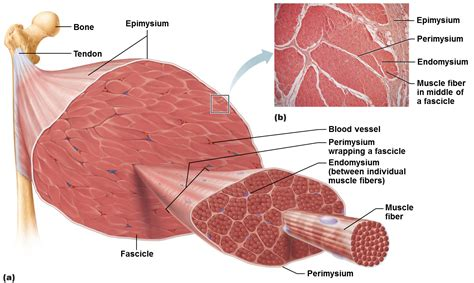 Bone
Tendon
Epimysium
Epimysium
Perimysium
Endomysium
Muscle fiber
in middle of
a fascicle
(b)
Blood vessel
Perimysium
wrapping a fascicle
Endomysium
(between individual
muscle fibers)
Muscle
fiber
Fascicle
Perimysium
(a)